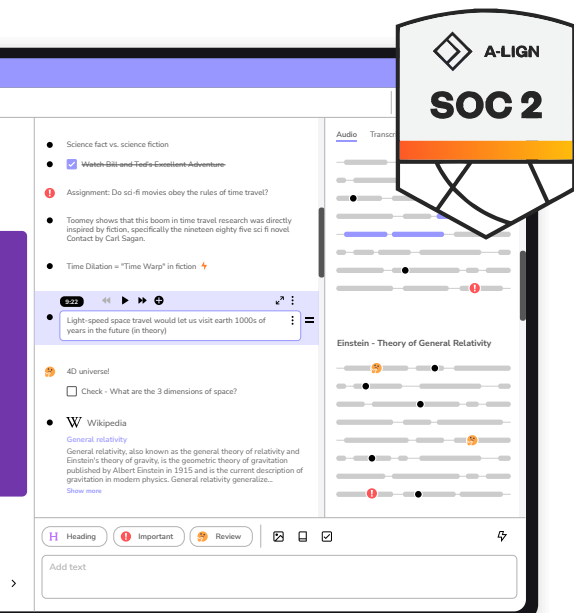 A-LIGN
SOC 2
Audio Transcr
Science fact vs. science fiction
Watch Bill and Ted's Excellent Adventure
Assignment: Do sci-fi movies obey the rules of time travel?
Toomey shows that this boom in time travel research was directly
inspired by fiction, specifically the nineteen eighty five sci fi novel
Contact by Carl Sagan.
Time Dilation = "Time Warp" in fiction
9:22
Light-speed space travel would let us visit earth 1000s of
years in the future (in theory)
4D universe!
Check - What are the 3 dimensions of space?
W Wikipedia
General relativity
General relativity, also known as the general theory of relativity and
Einstein's theory of gravity, is the geometric theory of gravitation
published by Albert Einstein in 1915 and is the current description of
gravitation in modern physics. General relativity generalize...
Show more
Einstein - Theory of General Relativity
H Heading
Important
Review
Add text